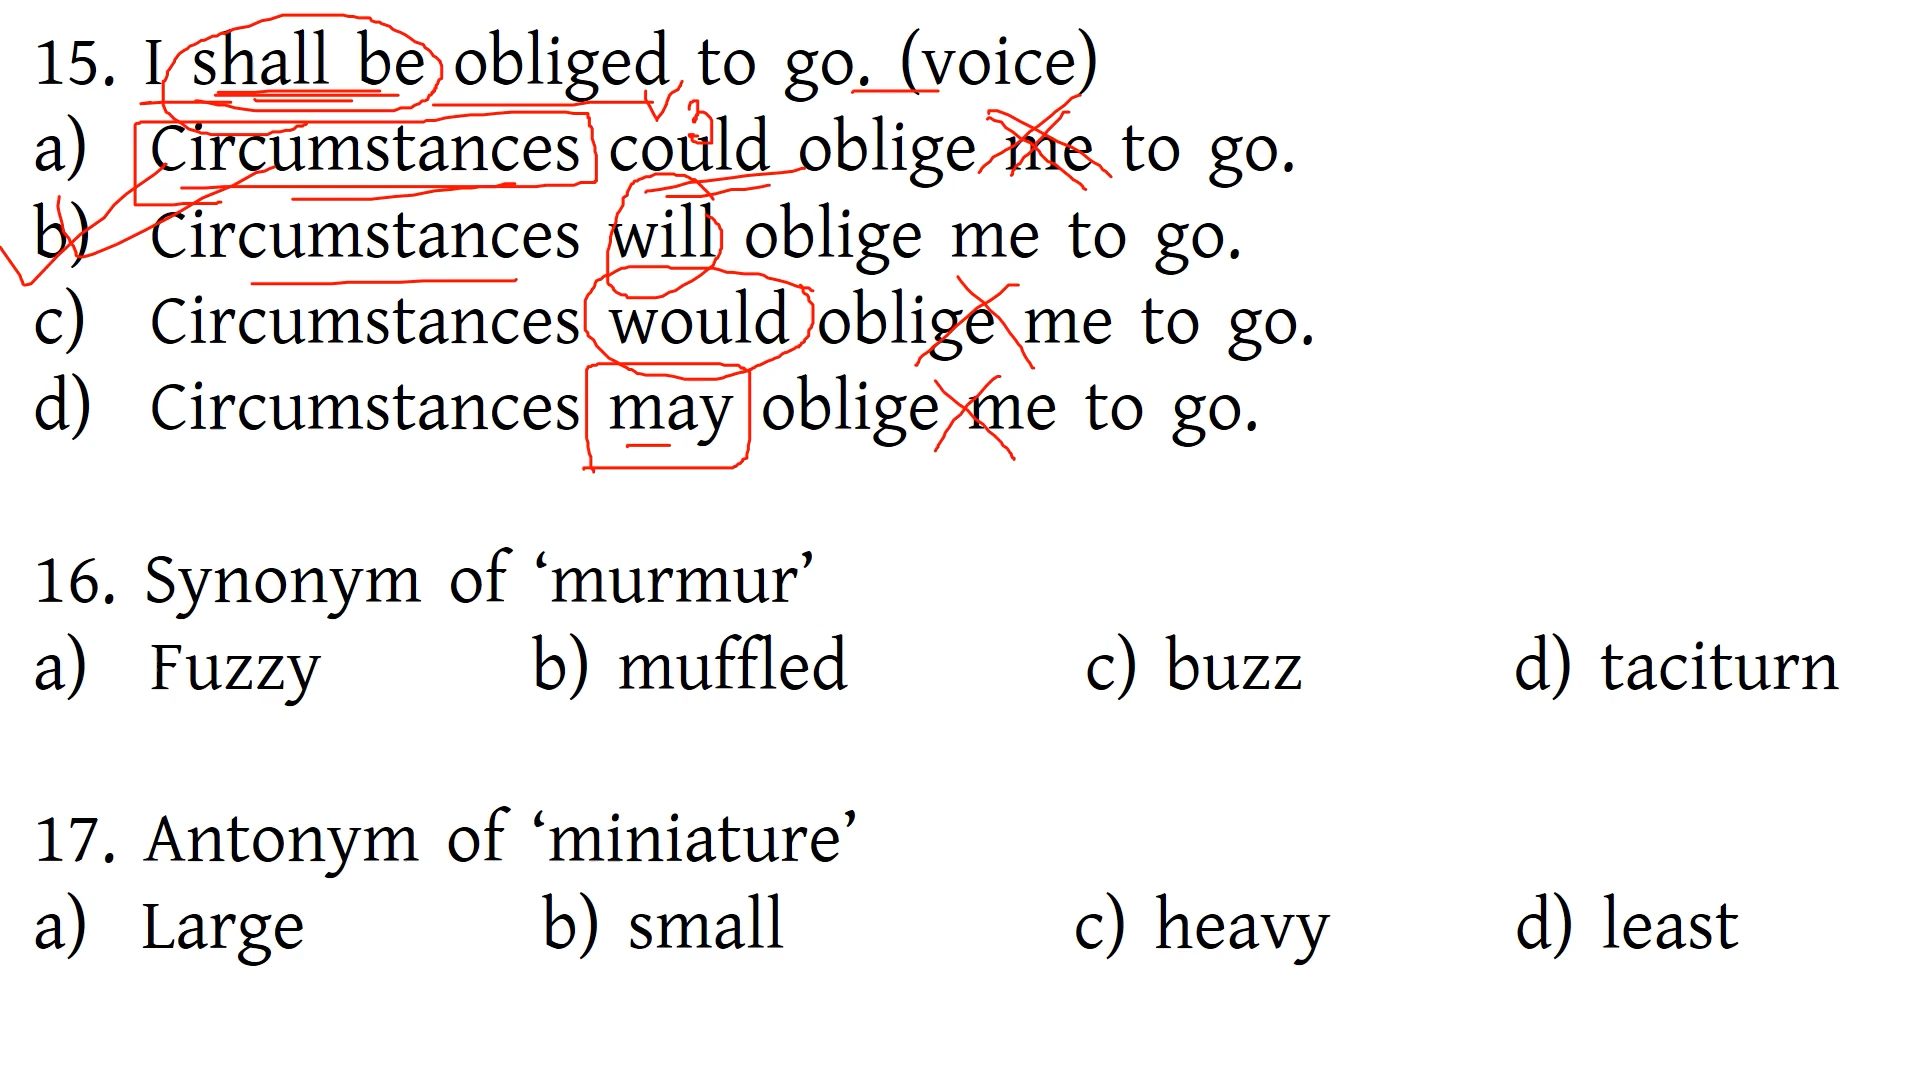 15. I shall be obliged to go. (voice)
a) Circumstances could oblige me to go.
b) Circumstances will oblige me to go.
c) Circumstances would oblige me to go.
d) Circumstances may oblige me to go.
16. Synonym of ‘murmur’
a) Fuzzy b) muffled c) buzz d) taciturn
17. Antonym of ‘miniature’
a) Large b) small c) heavy d) least